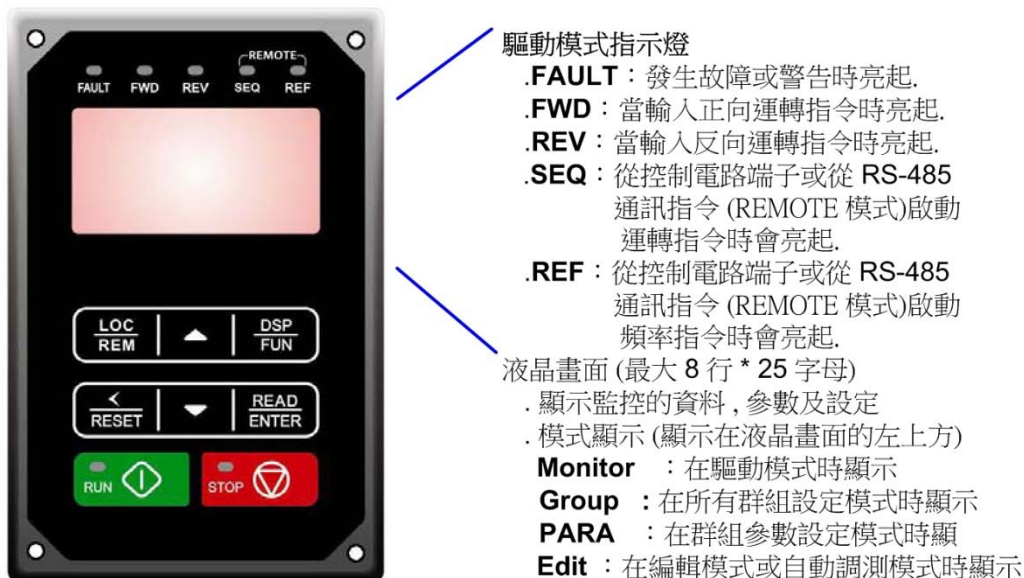 REMOTE
FAULT FWD REV SEQ REF
LOC
REM
DSP
FUN
<
RESET
READ
ENTER
RUN
STOP
驅動模式指示燈
.FAULT：發生故障或警告時亮起.
.FWD：當輸入正向運轉指令時亮起.
.REV：當輸入反向運轉指令時亮起.
.SEQ：從控制電路端子或從 RS-485
通訊指令 (REMOTE 模式)啟動
運轉指令時會亮起.
.REF：從控制電路端子或從 RS-485
通訊指令 (REMOTE 模式)啟動
頻率指令時會亮起.
液晶畫面 (最大 8 行 * 25 字母)
. 顯示監控的資料 , 參數及設定
. 模式顯示 (顯示在液晶畫面的左上方)
Monitor ：在驅動模式時顯示
Group ：在所有群組設定模式時顯示
PARA ：在群組參數設定模式時顯
Edit ：在編輯模式或自動調測模式時顯示